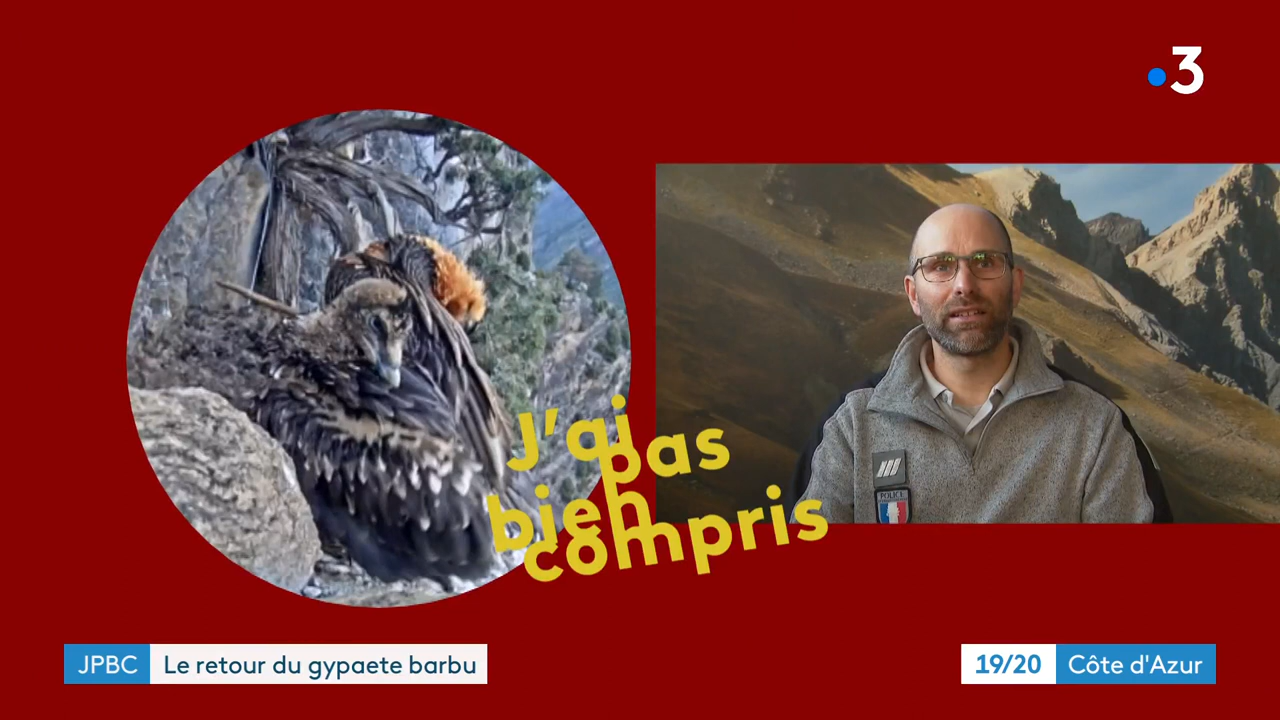 3
J'ai
pas
bien
compris
POLICE
JPBC Le retour du gypaete barbu
19/20 Côte d'Azur